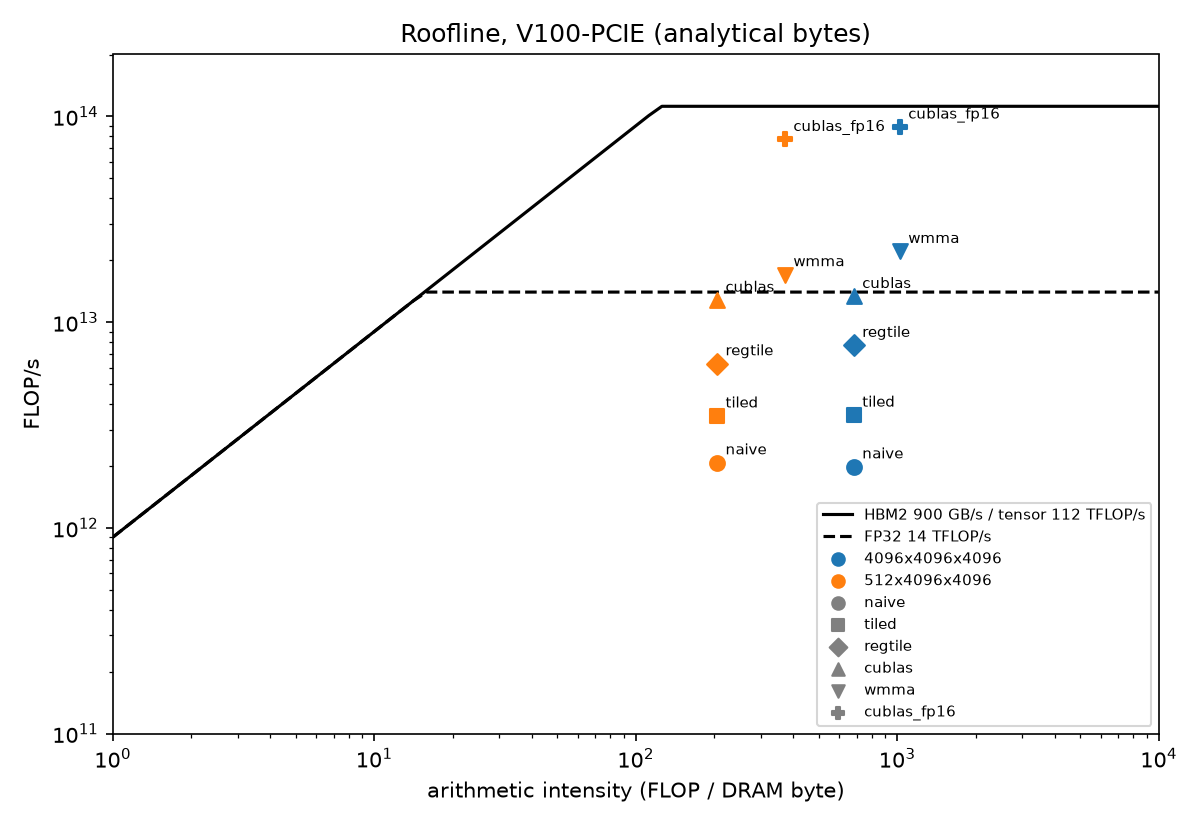 Roofline, V100-PCIE (analytical bytes)
FLOP/s
10^14
10^13
10^12
10^11
cublas_fp16
cublas_fp16
wmma
wmma
cublas
cublas
regtile
regtile
tiled
tiled
naive
naive
HBM2 900 GB/s / tensor 112 TFLOP/s
FP32 14 TFLOP/s
4096x4096x4096
512x4096x4096
naive
tiled
regtile
cublas
wmma
cublas_fp16
10^0
10^1
10^2
10^3
10^4
arithmetic intensity (FLOP / DRAM byte)